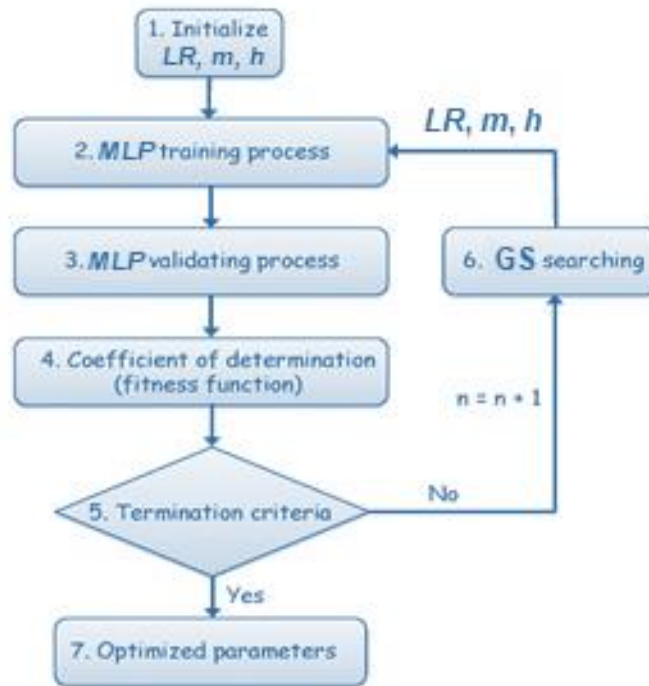 1. Initialize
LR, m, h
2. MLP training process
LR, m, h
3. MLP validating process
6. GS searching
4. Coefficient of determination
(fitness function)
n = n + 1
5. Termination criteria
No
Yes
7. Optimized parameters